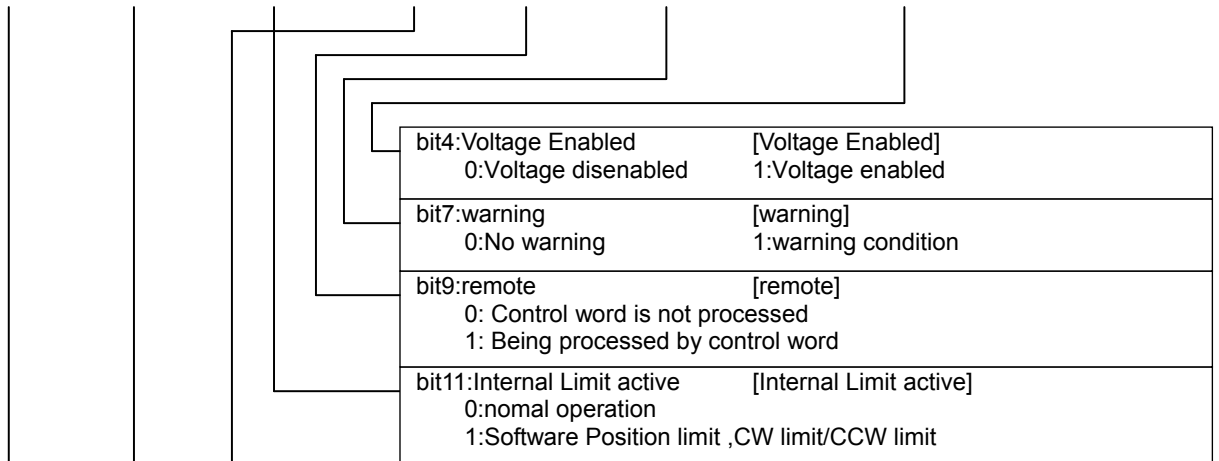 bit4:Voltage Enabled [Voltage Enabled]
0:Voltage disenabled 1:Voltage enabled
bit7:warning [warning]
0:No warning 1:warning condition
bit9:remote [remote]
0: Control word is not processed
1: Being processed by control word
bit11:Internal Limit active [Internal Limit active]
0:nomal operation
1:Software Position limit ,CW limit/CCW limit